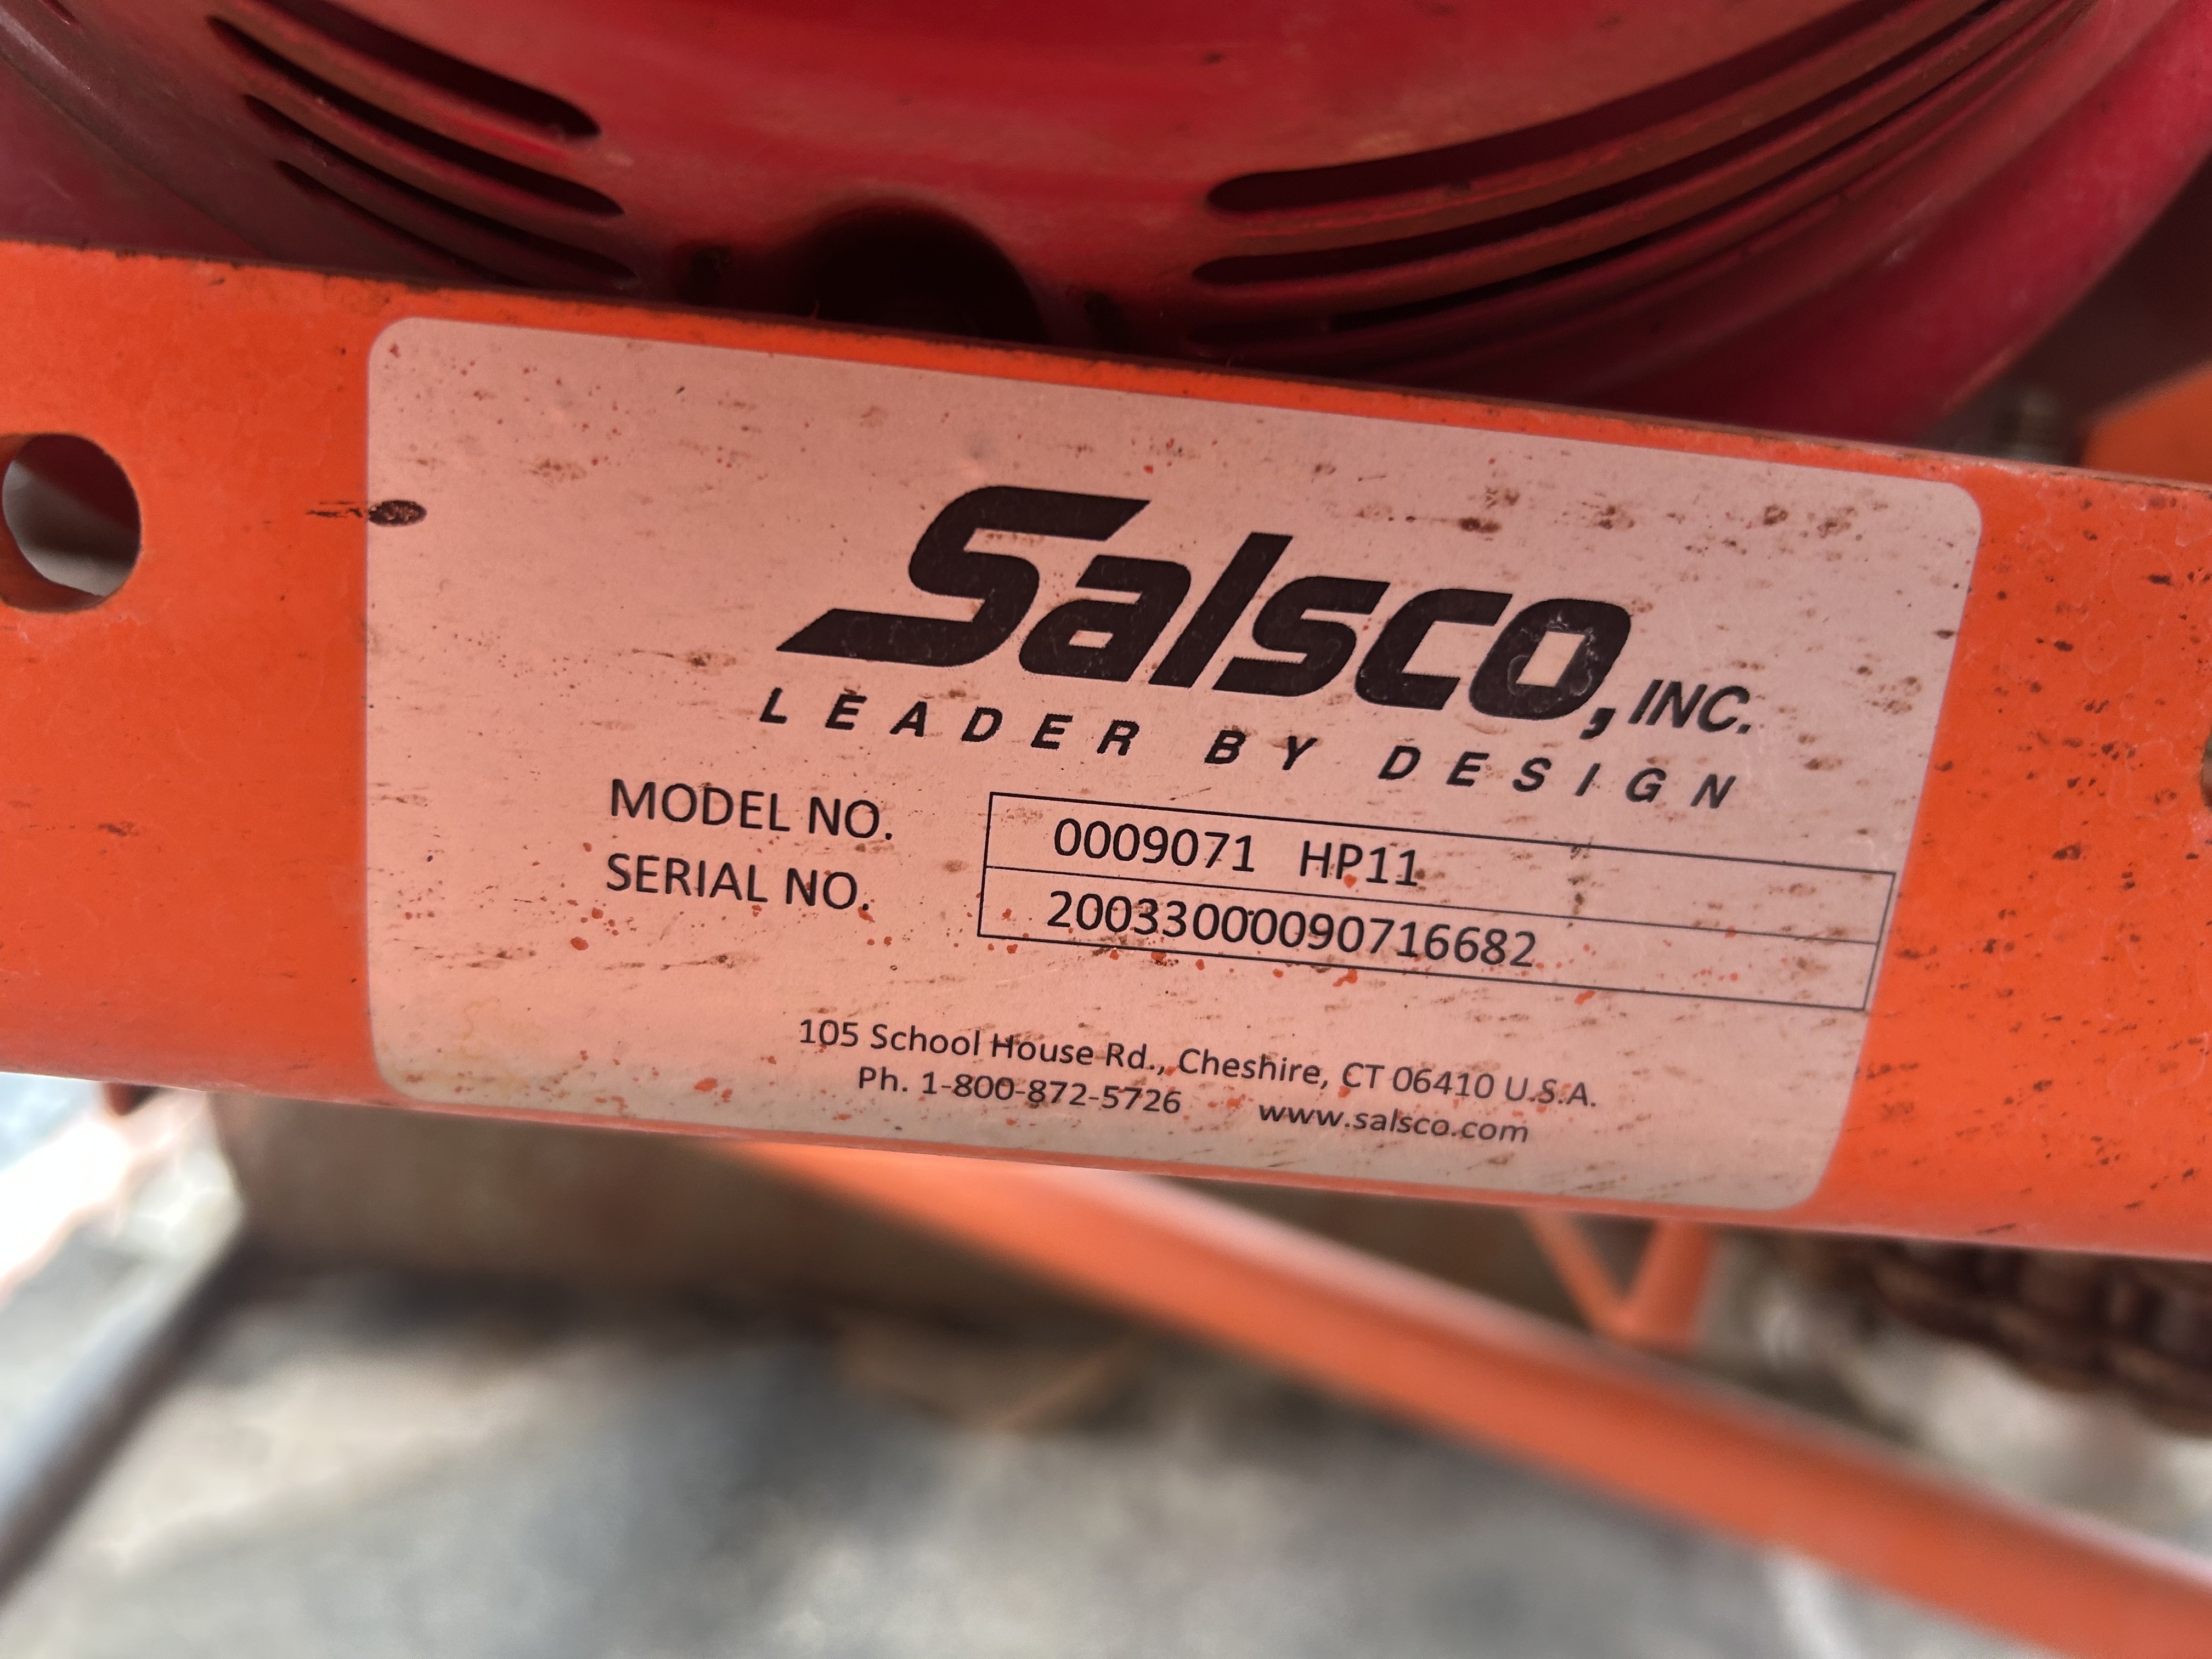 Salsco, INC.
LEADER BY DESIGN
MODEL NO. 0009071 HP11
SERIAL NO. 20033000090716682
105 School House Rd., Cheshire, CT 06410 U.S.A.
Ph. 1-800-872-5726 www.salsco.com